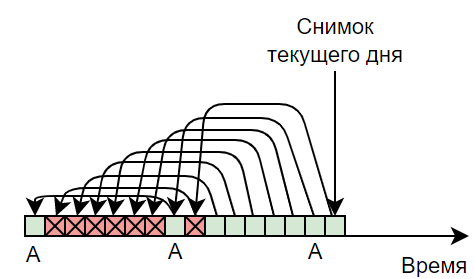 Снимок
текущего дня
А
А
А
Время